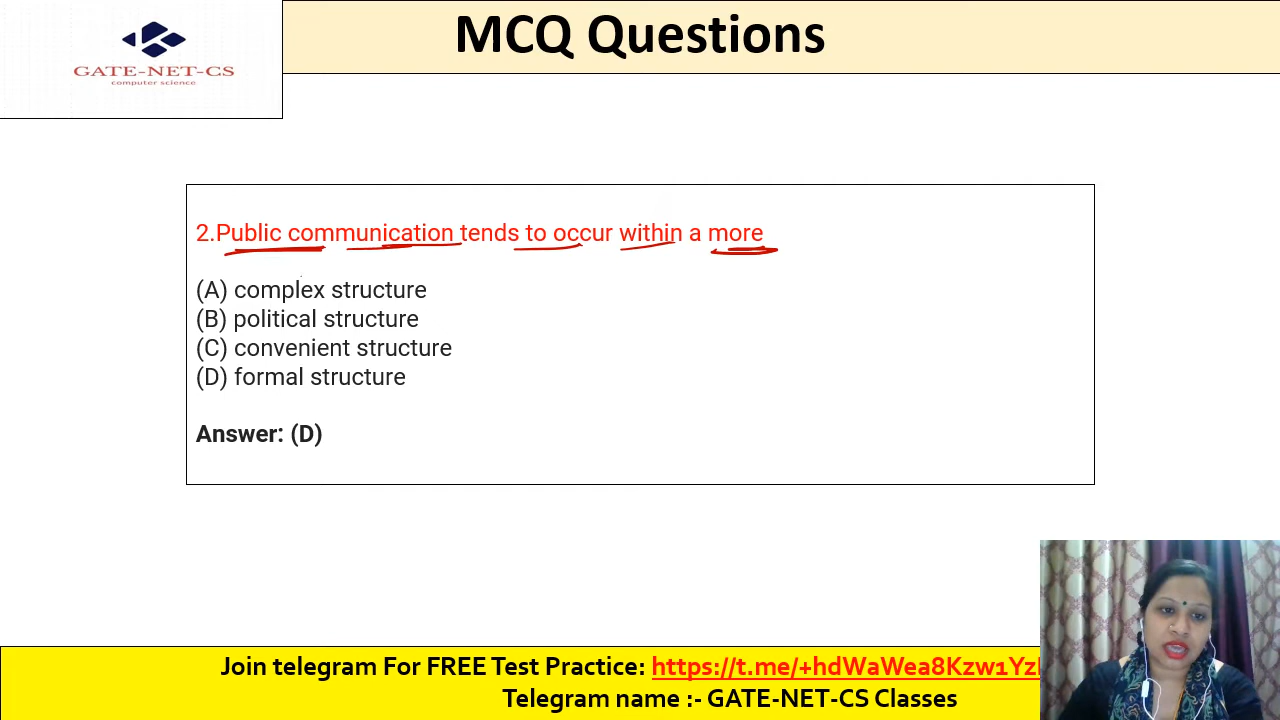 MCQ Questions
GATE-NET-CS
computer science
2.Public communication tends to occur within a more
(A) complex structure
(B) political structure
(C) convenient structure
(D) formal structure
Answer: (D)
Join telegram For FREE Test Practice: https://t.me/+hdWaWea8Kzw1Yz
Telegram name :- GATE-NET-CS Classes